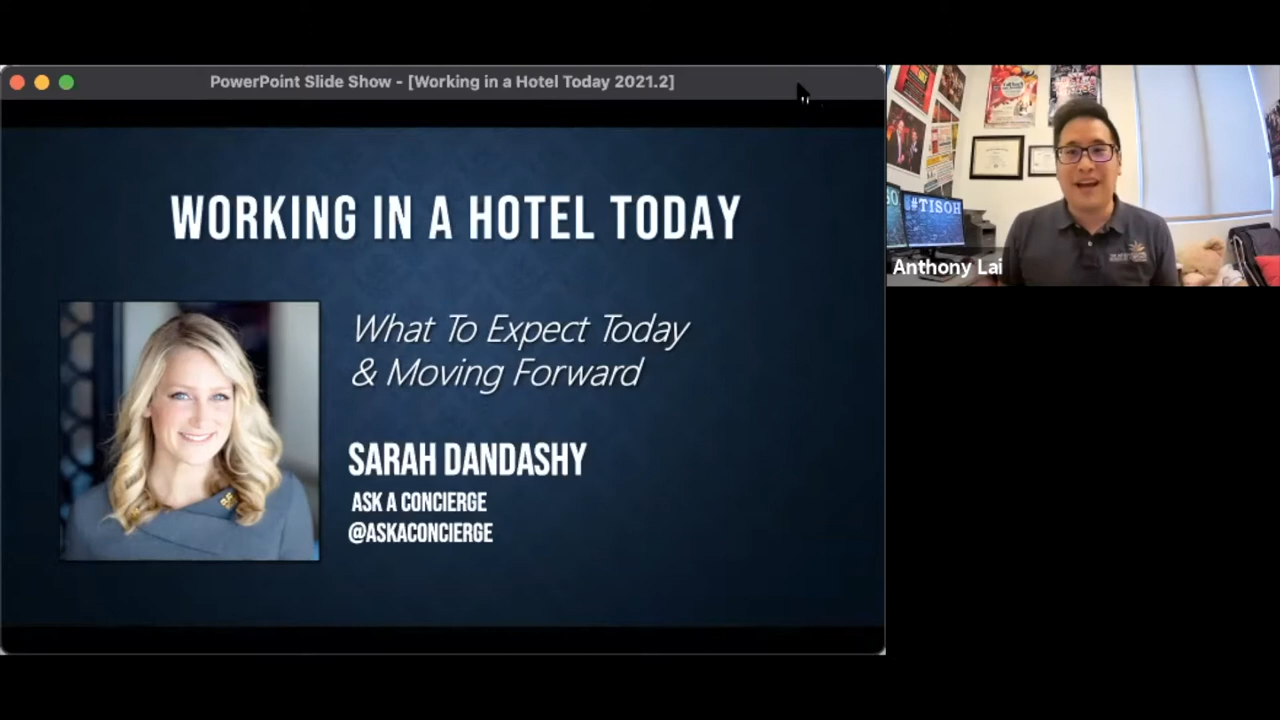 PowerPoint Slide Show - [Working in a Hotel Today 2021.2]
WORKING IN A HOTEL TODAY
What To Expect Today
& Moving Forward
SARAH DANDASHY
ASK A CONCIERGE
@ASKACONCIERGE
#TISOH
Anthony Lai